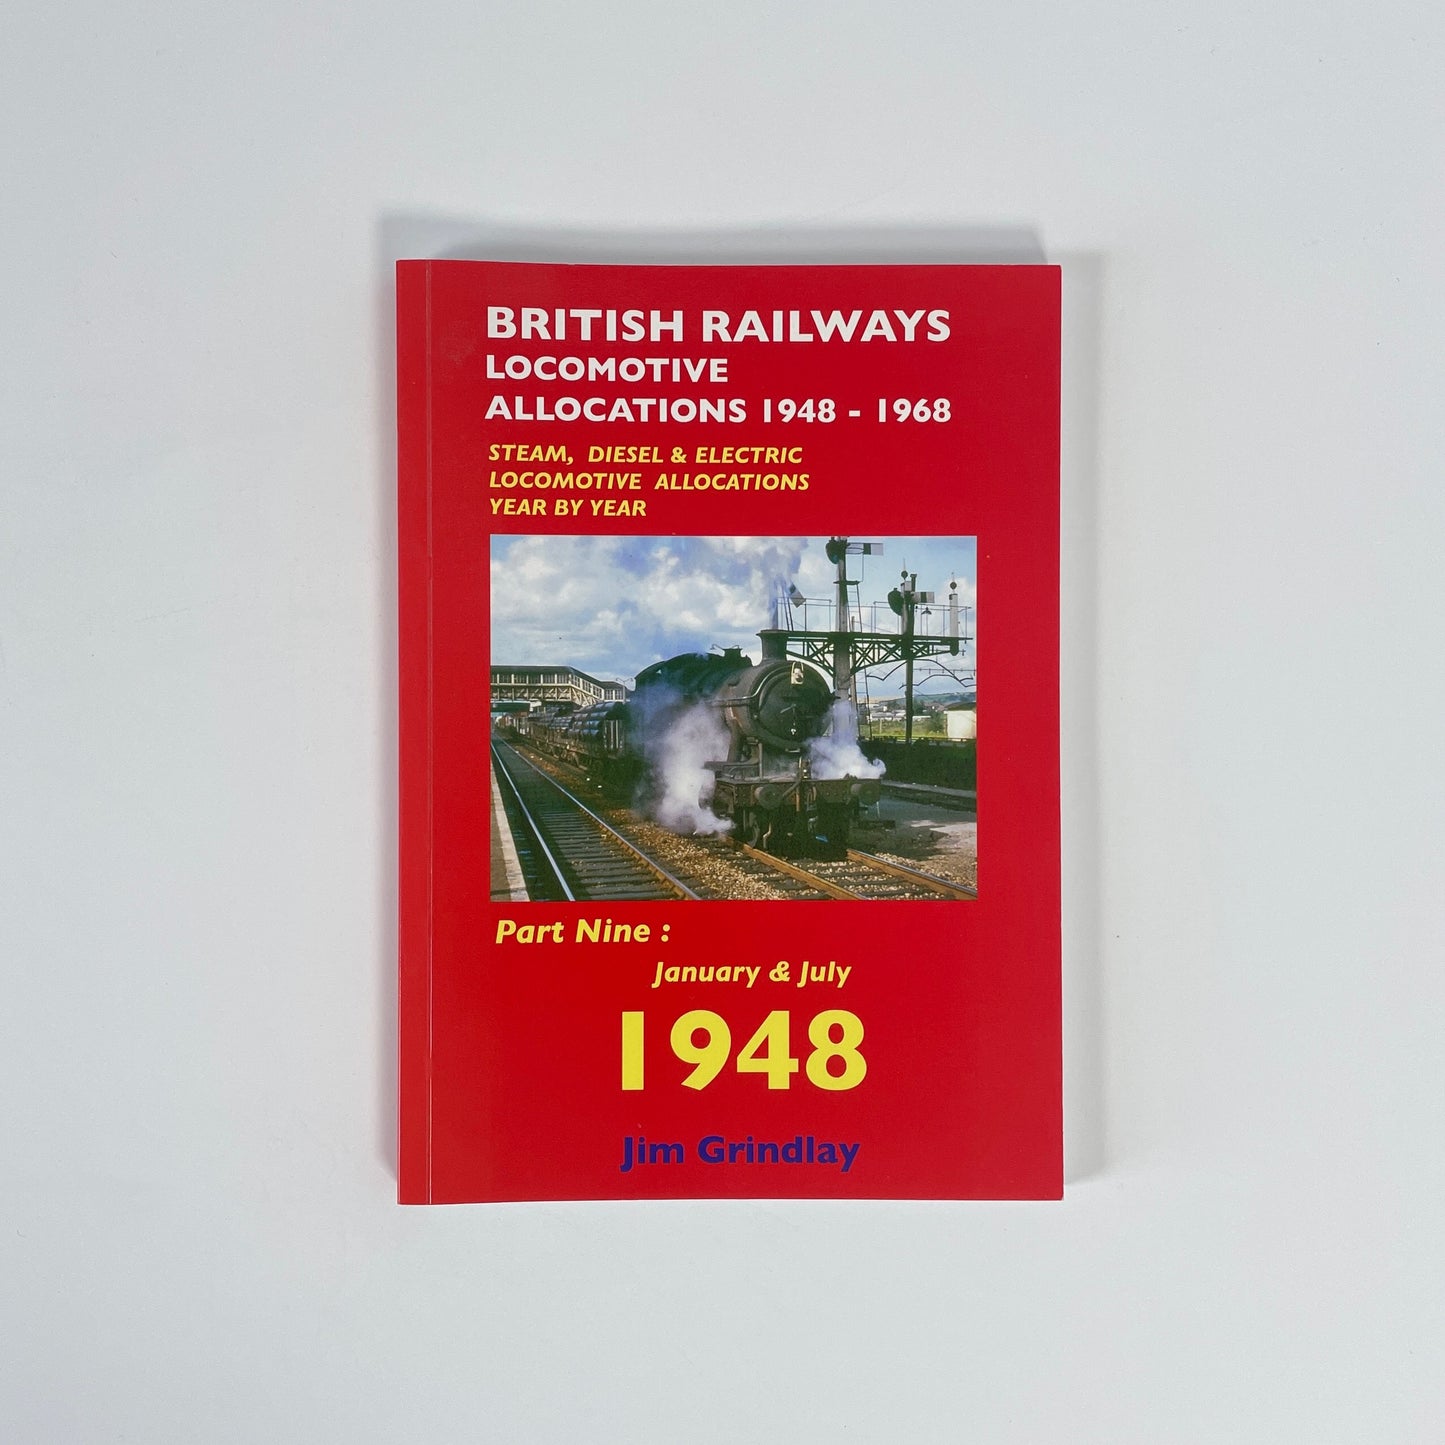 BRITISH RAILWAYS
LOCOMOTIVE
ALLOCATIONS 1948 - 1968
STEAM, DIESEL & ELECTRIC
LOCOMOTIVE ALLOCATIONS
YEAR BY YEAR
Part Nine :
January & July
1948
Jim Grindlay